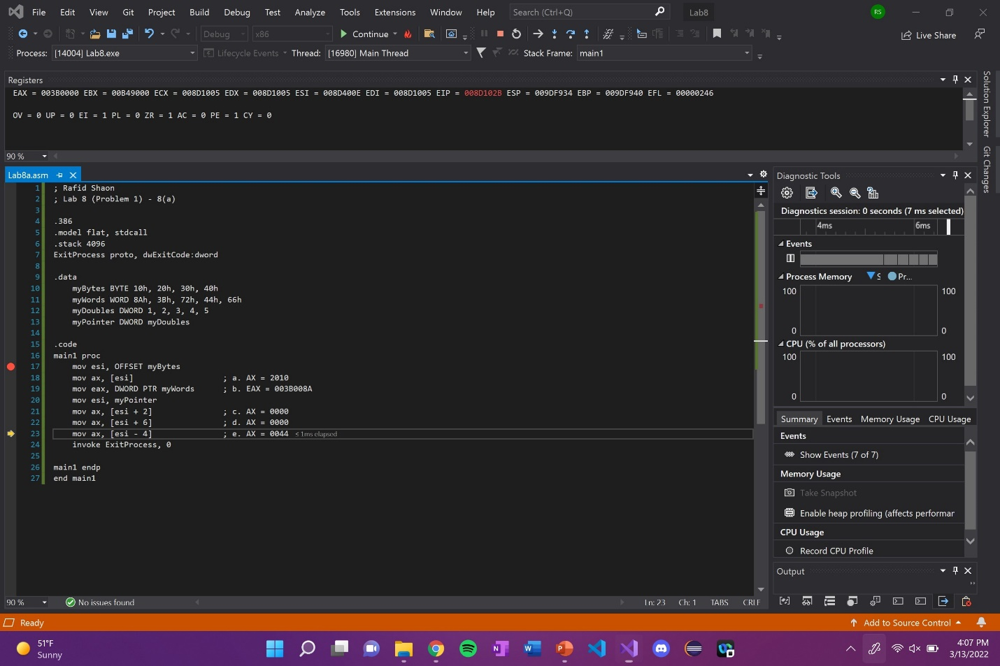 File Edit View Git Project Build Debug Test Analyze Tools Extensions Window Help Search (Ctrl+Q) Lab8 RS
Debug x86 Continue Live Share
Process: [14004] Lab8.exe Lifecycle Events Thread: [16980] Main Thread Stack Frame: main1
Registers
EAX = 003B0000 EBX = 00B49000 ECX = 008D1005 EDX = 008D1005 ESI = 008D400E EDI = 008D1005 EIP = 008D102B ESP = 009DF934 EBP = 009DF940 EFL = 00000246
OV = 0 UP = 0 EI = 1 PL = 0 ZR = 1 AC = 0 PE = 1 CY = 0
90 %
Solution Explorer
Git Changes
Lab8a.asm
1 ; Rafid Shaon
2 ; Lab 8 (Problem 1) - 8(a)
3
4 .386
5 .model flat, stdcall
6 .stack 4096
7 ExitProcess proto, dwExitCode:dword
8
9 .data
10 myBytes BYTE 10h, 20h, 30h, 40h
11 myWords WORD 8Ah, 3Bh, 72h, 44h, 66h
12 myDoubles DWORD 1, 2, 3, 4, 5
13 myPointer DWORD myDoubles
14
15 .code
16 main1 proc
17 mov esi, OFFSET myBytes
18 mov ax, [esi] ; a. AX = 2010
19 mov eax, DWORD PTR myWords ; b. EAX = 003B008A
20 mov esi, myPointer
21 mov ax, [esi + 2] ; c. AX = 0000
22 mov ax, [esi + 6] ; d. AX = 0000
23 mov ax, [esi - 4] ; e. AX = 0044 ≤ 1ms elapsed
24 invoke ExitProcess, 0
25
26 main1 endp
27 end main1
90 % No issues found Ln: 23 Ch: 1 TABS CRLF
Diagnostic Tools
Diagnostics session: 0 seconds (7 ms selected)
4ms 6ms
Events
Process Memory S Pr...
100 100
0 0
CPU (% of all processors)
100 100
0 0
Summary Events Memory Usage CPU Usage
Events
Show Events (7 of 7)
Memory Usage
Take Snapshot
Enable heap profiling (affects performar
CPU Usage
Record CPU Profile
Output
Ready Add to Source Control
51°F
Sunny
4:07 PM
3/13/2022